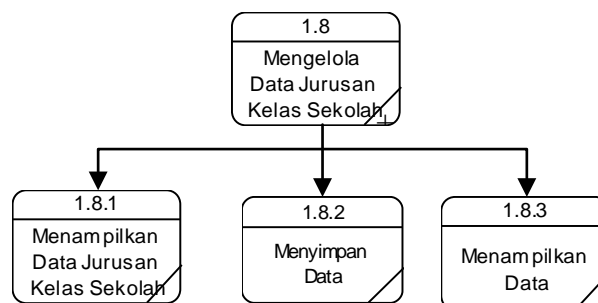 1.8
Mengelola
Data Jurusan
Kelas Sekolah
1.8.1
Menampilkan
Data Jurusan
Kelas Sekolah
1.8.2
Menyimpan
Data
1.8.3
Menampilkan
Data